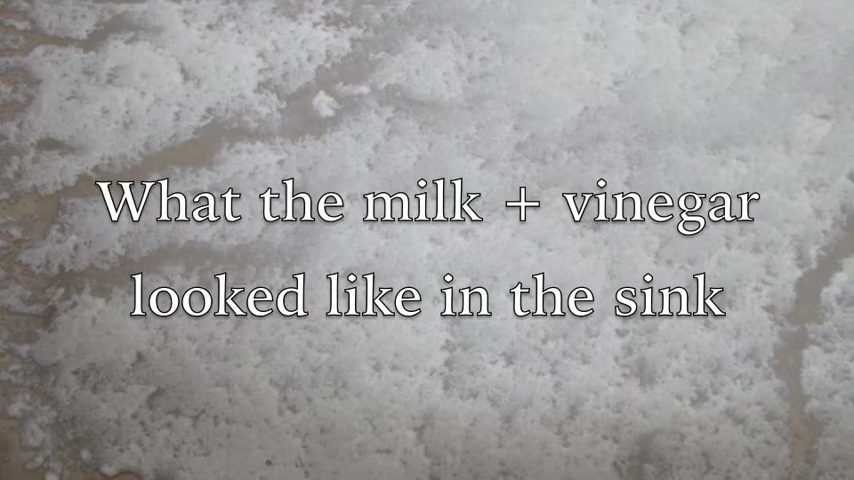 What the milk + vinegar
looked like in the sink